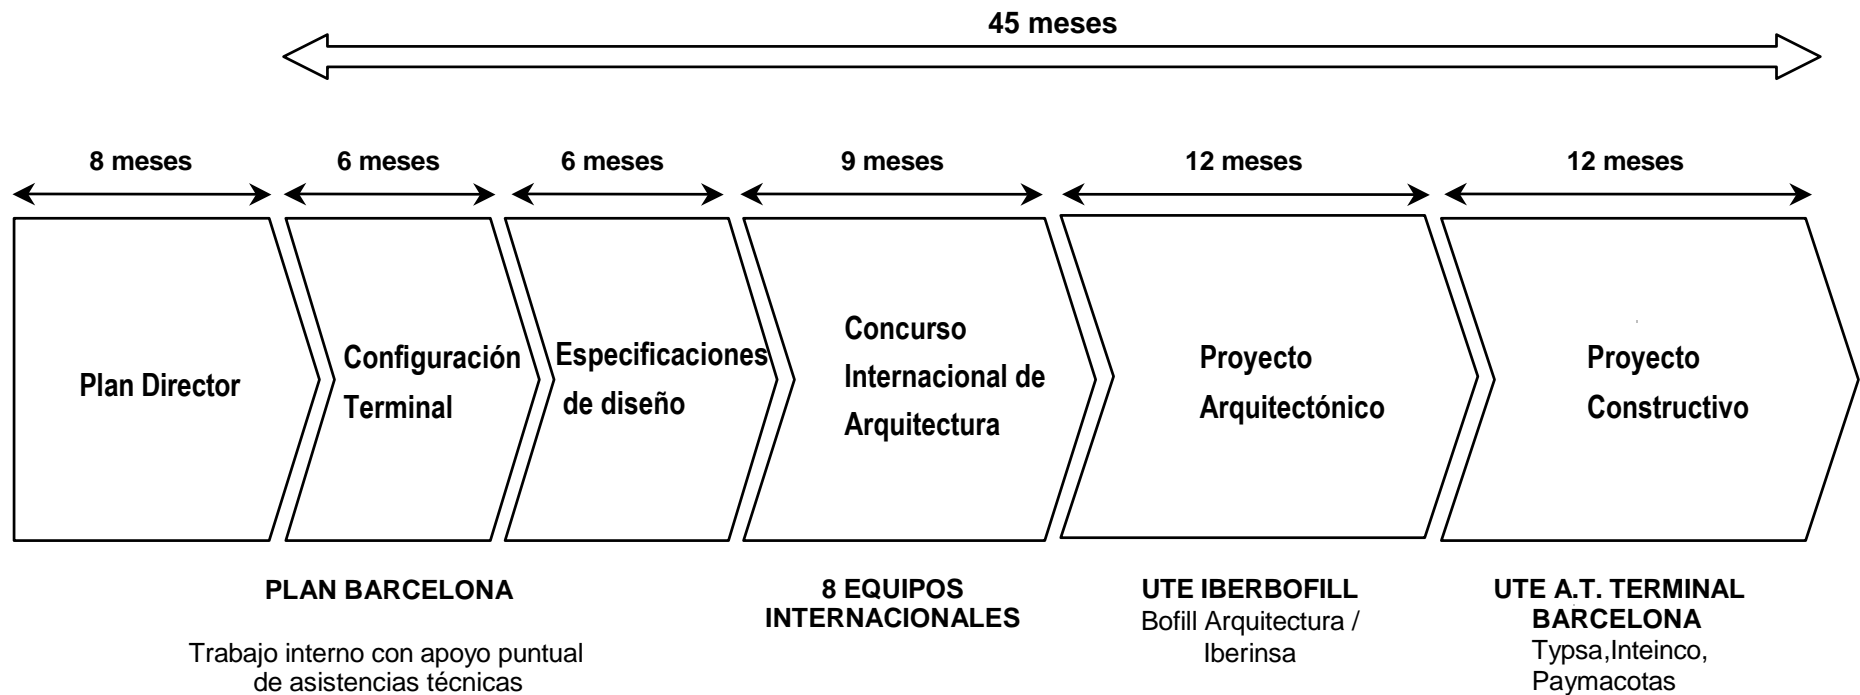 45 meses
8 meses
6 meses
6 meses
9 meses
12 meses
12 meses
Plan Director
Configuración
Terminal
Especificaciones
de diseño
Concurso
Internacional de
Arquitectura
Proyecto
Arquitectónico
Proyecto
Constructivo
PLAN BARCELONA
Trabajo interno con apoyo puntual
de asistencias técnicas
8 EQUIPOS
INTERNACIONALES
UTE IBERBOFILL
Bofill Arquitectura /
Iberinsa
UTE A.T. TERMINAL
BARCELONA
Typsa,Inteinco,
Paymacotas